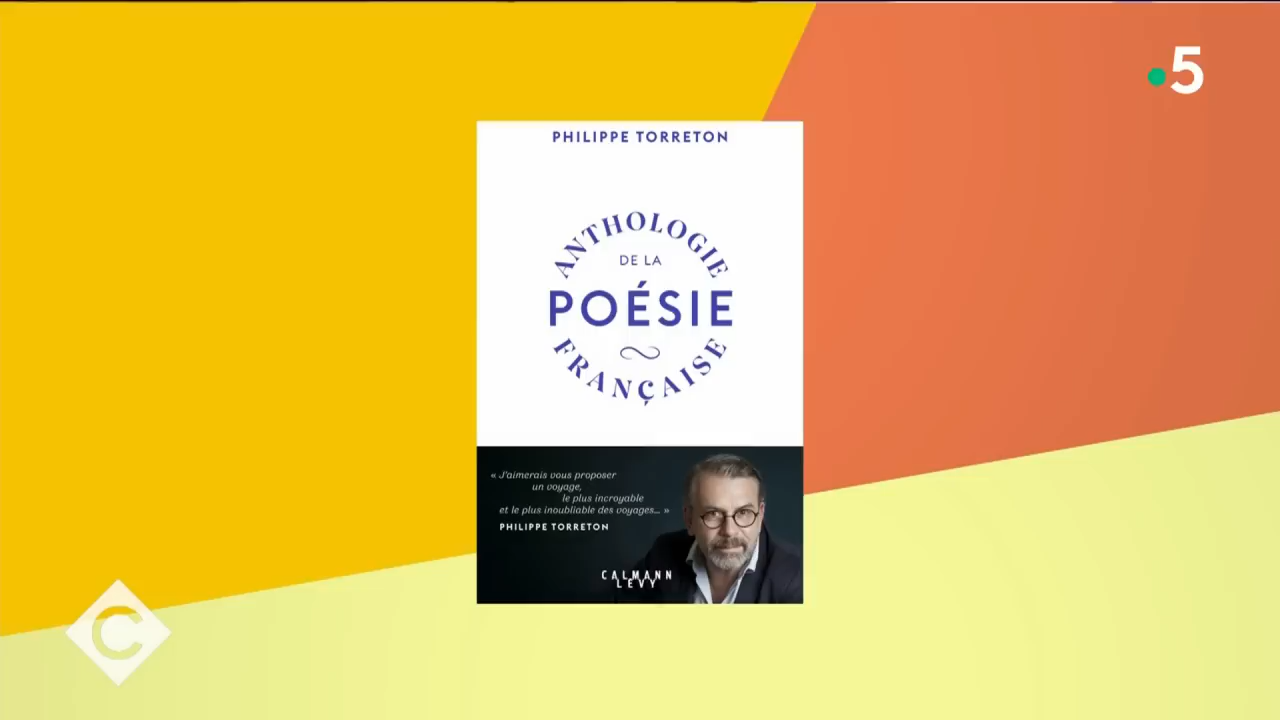 5
PHILIPPE TORRETON
ANTHOLOGIE
DE LA
POÉSIE
FRANÇAISE
« J'aimerais vous proposer
un voyage,
le plus incroyable
et le plus inoubliable des voyages... »
PHILIPPE TORRETON
CALMANN
LEVY
C